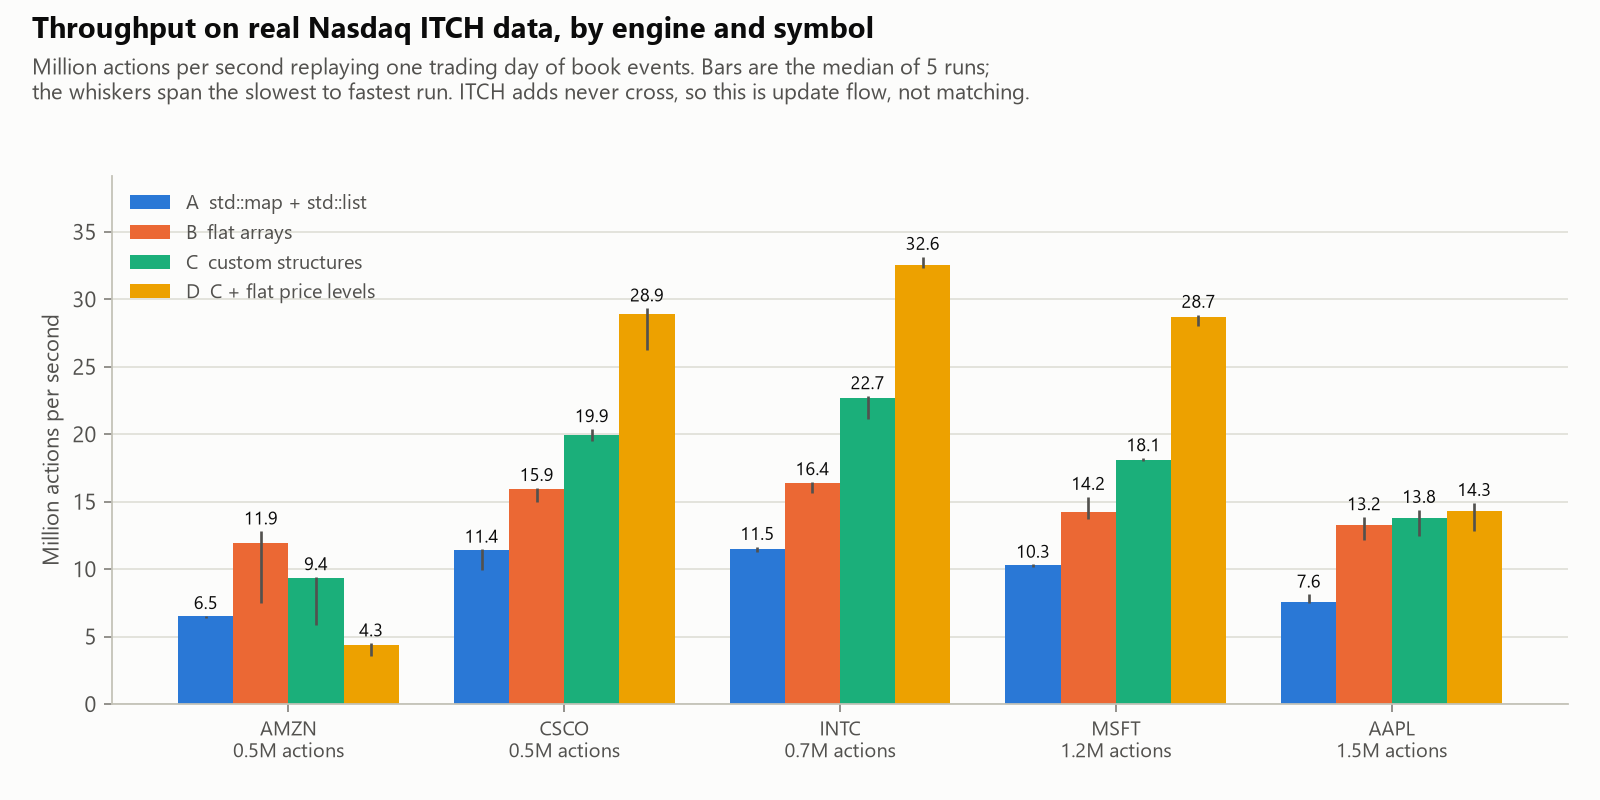 Throughput on real Nasdaq ITCH data, by engine and symbol
Million actions per second replaying one trading day of book events. Bars are the median of 5 runs;
the whiskers span the slowest to fastest run. ITCH adds never cross, so this is update flow, not matching.
A std::map + std::list
B flat arrays
C custom structures
D C + flat price levels
Million actions per second
35
30
25
20
15
10
5
0
6.5
11.9
9.4
4.3
11.4
15.9
19.9
28.9
11.5
16.4
22.7
32.6
10.3
14.2
18.1
28.7
7.6
13.2
13.8
14.3
AMZN
0.5M actions
CSCO
0.5M actions
INTC
0.7M actions
MSFT
1.2M actions
AAPL
1.5M actions